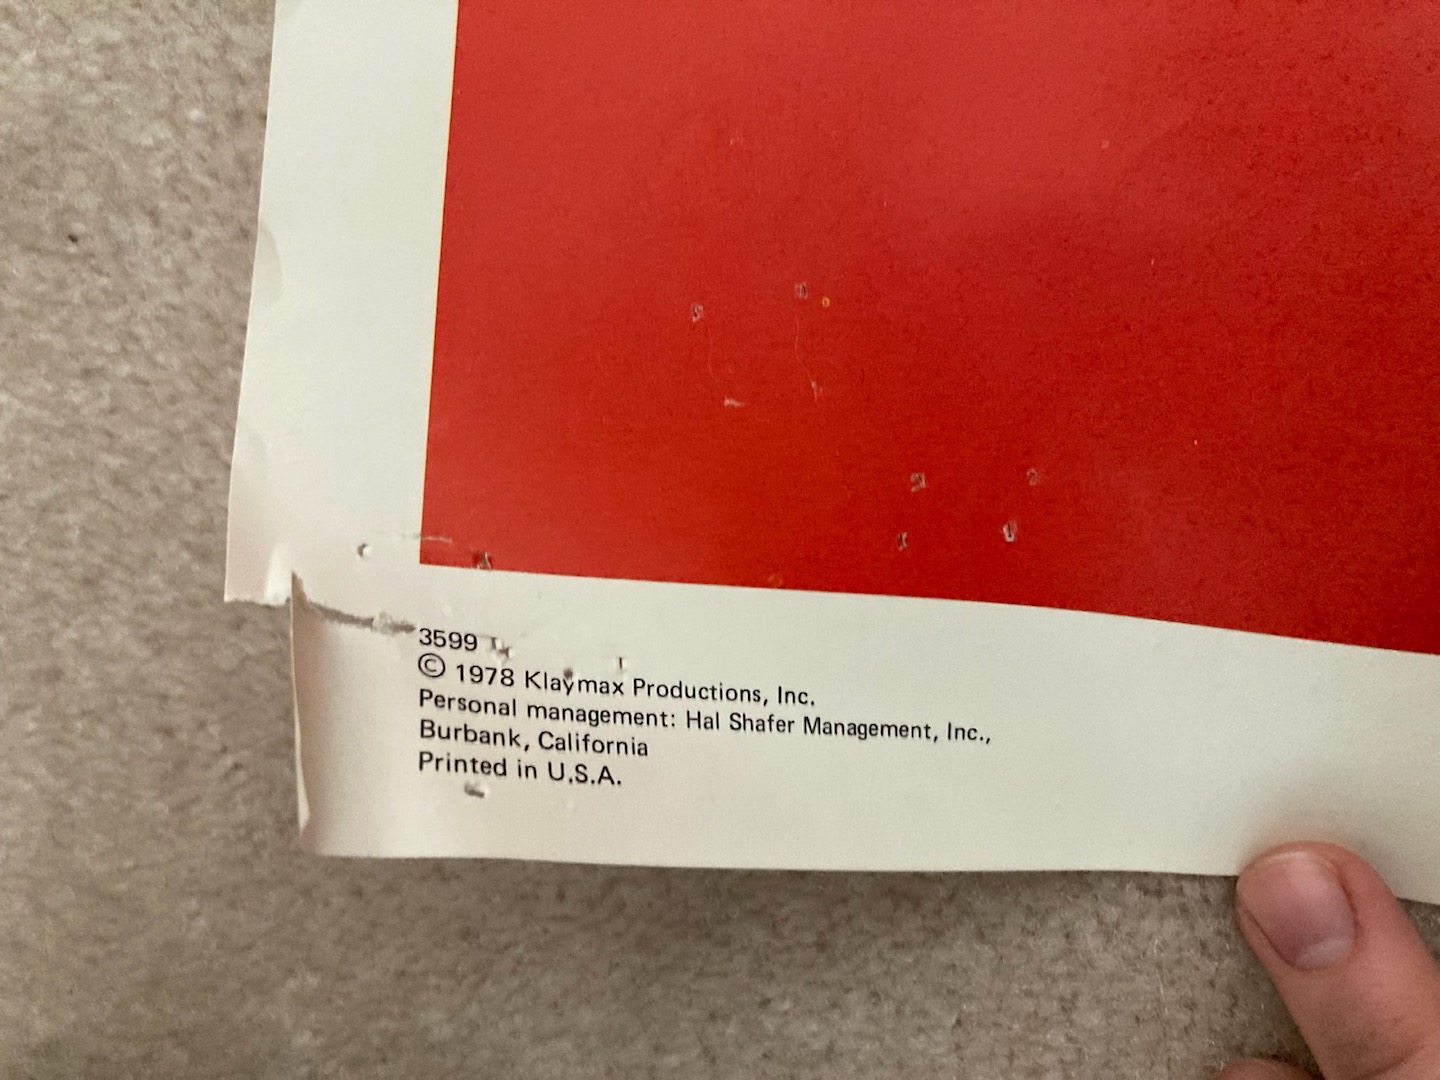 3599
© 1978 Klaymax Productions, Inc.
Personal management: Hal Shafer Management, Inc.,
Burbank, California
Printed in U.S.A.